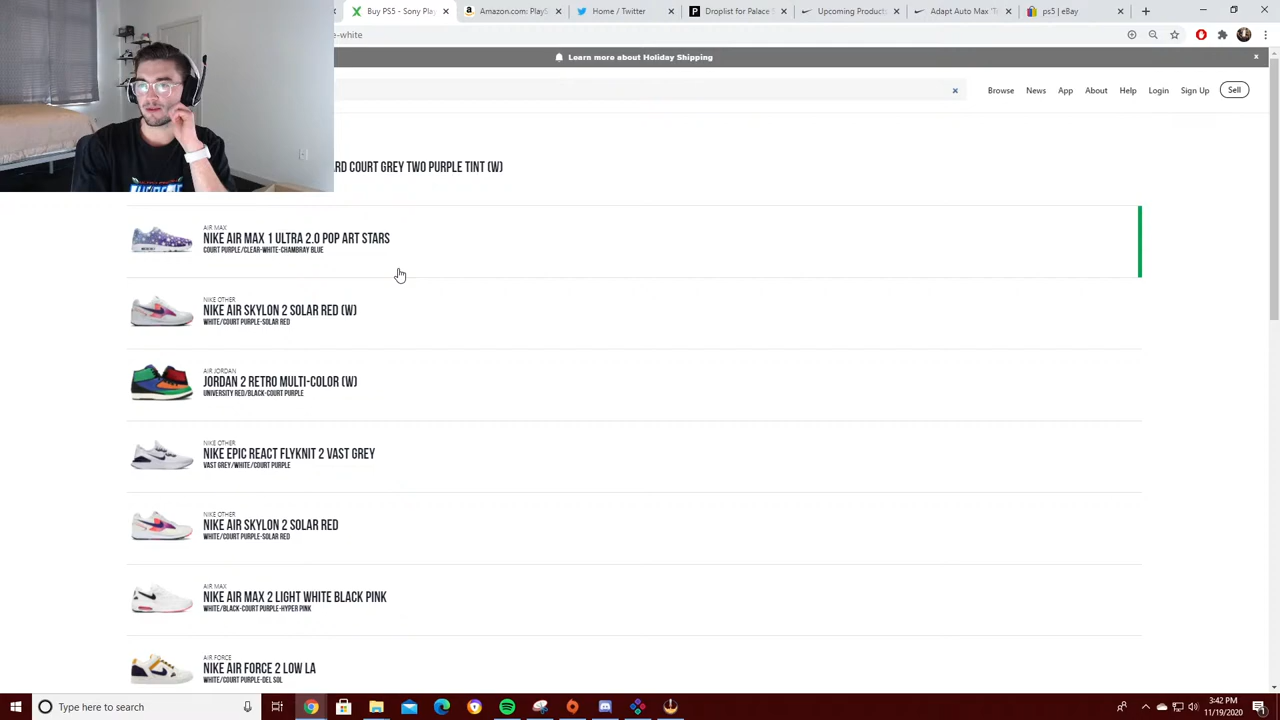 Buy PS5 - Sony Play
Amazon.com: PlayS
Home / Twitter
Droplist for Palace S
Upcoming Product
Adapt Auto Max Td
ps5 | eBay
e-white
Learn more about Holiday Shipping
Browse News App About Help Login Sign Up Sell
RD COURT GREY TWO PURPLE TINT (W)
AIR MAX
NIKE AIR MAX 1 ULTRA 2.0 POP ART STARS
COURT PURPLE/CLEAR-WHITE-CHAMBRAY BLUE
NIKE OTHER
NIKE AIR SKYLON 2 SOLAR RED (W)
WHITE/COURT PURPLE-SOLAR RED
AIR JORDAN
JORDAN 2 RETRO MULTI-COLOR (W)
UNIVERSITY RED/BLACK-COURT PURPLE
NIKE OTHER
NIKE EPIC REACT FLYKNIT 2 VAST GREY
VAST GREY/WHITE/COURT PURPLE
NIKE OTHER
NIKE AIR SKYLON 2 SOLAR RED
WHITE/COURT PURPLE-SOLAR RED
AIR MAX
NIKE AIR MAX 2 LIGHT WHITE BLACK PINK
WHITE/BLACK-COURT PURPLE-HYPER PINK
AIR FORCE
NIKE AIR FORCE 2 LOW LA
WHITE/COURT PURPLE-DEL SOL
Type here to search
3:42 PM
11/19/2020